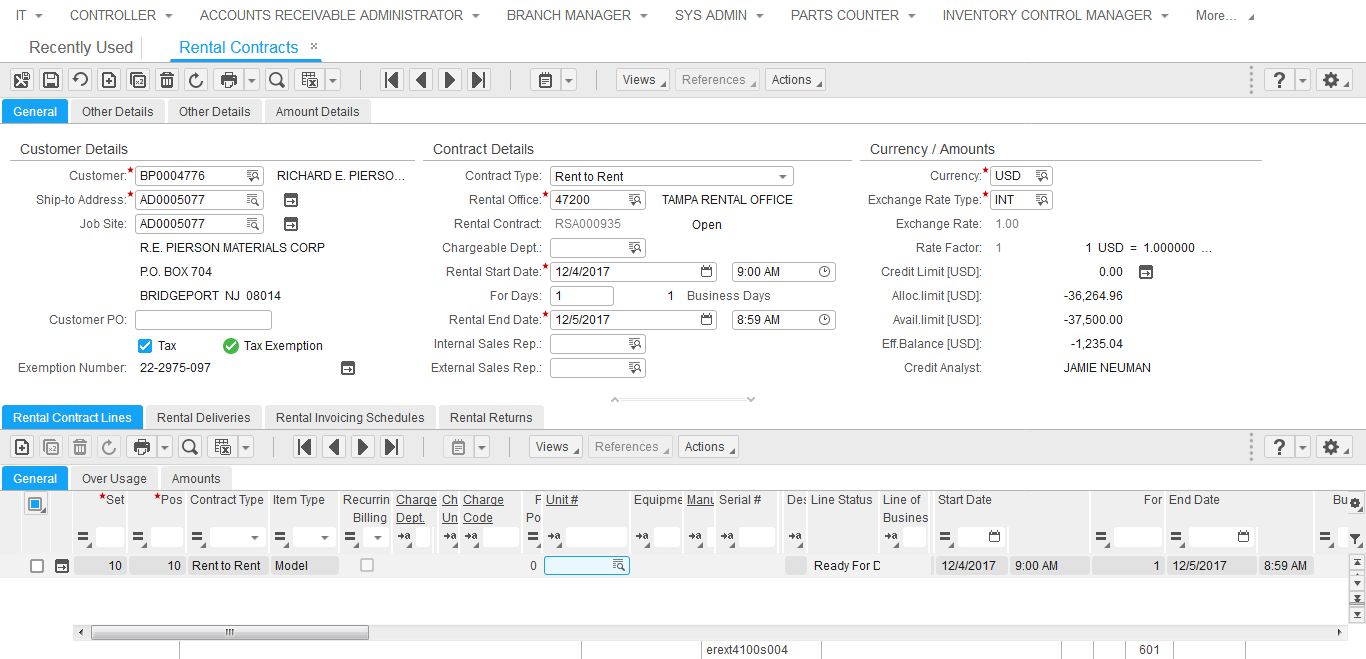 IT CONTROLLER ACCOUNTS RECEIVABLE ADMINISTRATOR BRANCH MANAGER SYS ADMIN PARTS COUNTER INVENTORY CONTROL MANAGER More...
Recently Used Rental Contracts ×
Views References Actions ?
General Other Details Other Details Amount Details
Customer Details Contract Details Currency / Amounts
Customer:* BP0004776 RICHARD E. PIERSO... Contract Type: Rent to Rent Currency:* USD
Ship-to Address:* AD0005077 Rental Office:* 47200 TAMPA RENTAL OFFICE Exchange Rate Type:* INT
Job Site: AD0005077 Rental Contract: RSA000935 Open Exchange Rate: 1.00
R.E. PIERSON MATERIALS CORP Chargeable Dept.: Rate Factor: 1 1 USD = 1.000000 ...
P.O. BOX 704 Rental Start Date:* 12/4/2017 9:00 AM Credit Limit [USD]: 0.00
BRIDGEPORT NJ 08014 For Days: 1 1 Business Days Alloc.limit [USD]: -36,264.96
Customer PO: Rental End Date:* 12/5/2017 8:59 AM Avail.limit [USD]: -37,500.00
Tax Tax Exemption Internal Sales Rep.: Eff.Balance [USD]: -1,235.04
Exemption Number: 22-2975-097 External Sales Rep.: Credit Analyst: JAMIE NEUMAN
Rental Contract Lines Rental Deliveries Rental Invoicing Schedules Rental Returns
Views References Actions ?
General Over Usage Amounts
*Set *Pos Contract Type Item Type Recurrin Charge Ch Charge F Unit # Equipme Manu Serial # Des Line Status Line of Start Date For End Date Bu
Billing Dept. Un Code Po Busines
10 10 Rent to Rent Model 0 Ready For D 12/4/2017 9:00 AM 1 12/5/2017 8:59 AM
erext4100s004 601